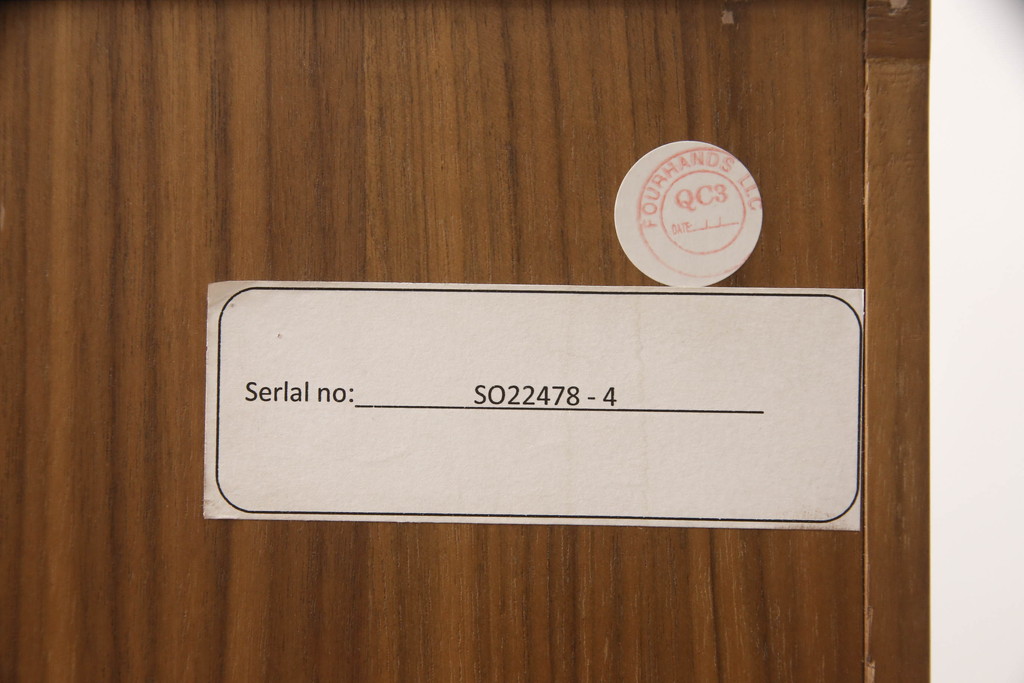 FOURHANDS LLC
QC3
DATE: / /
Serlal no: SO22478 - 4